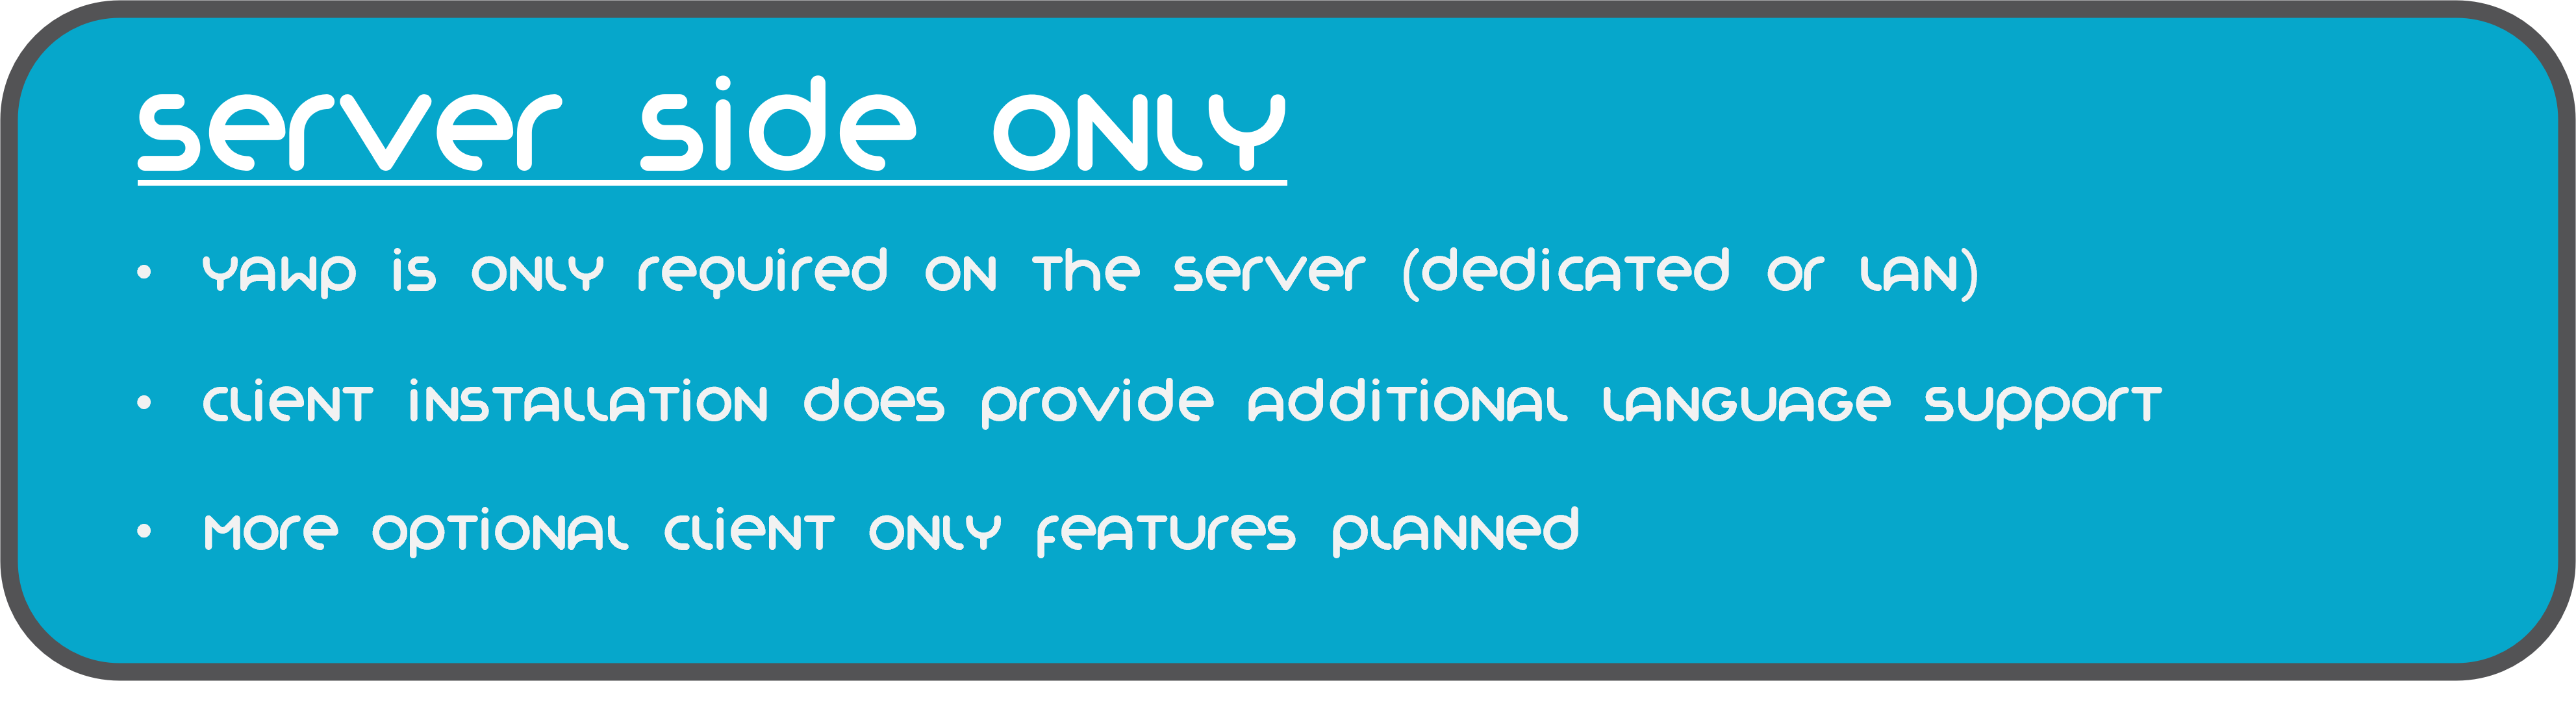 Server Side Only
• YAWP is only required on the server (dedicated or LAN)
• Client installation does provide additional language support
• More optional client only features planned